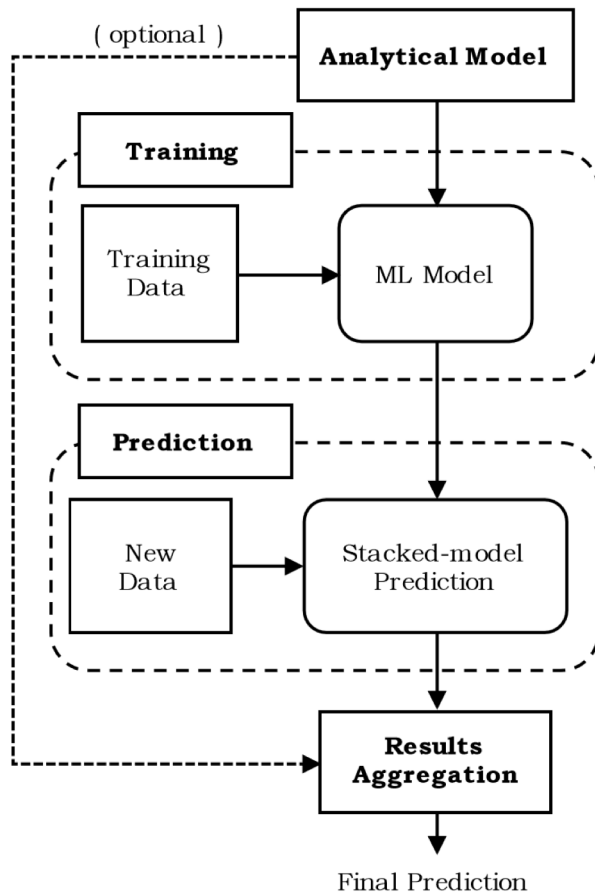 ( optional )
Analytical Model
Training
Training
Data
ML Model
Prediction
New
Data
Stacked-model
Prediction
Results
Aggregation
Final Prediction